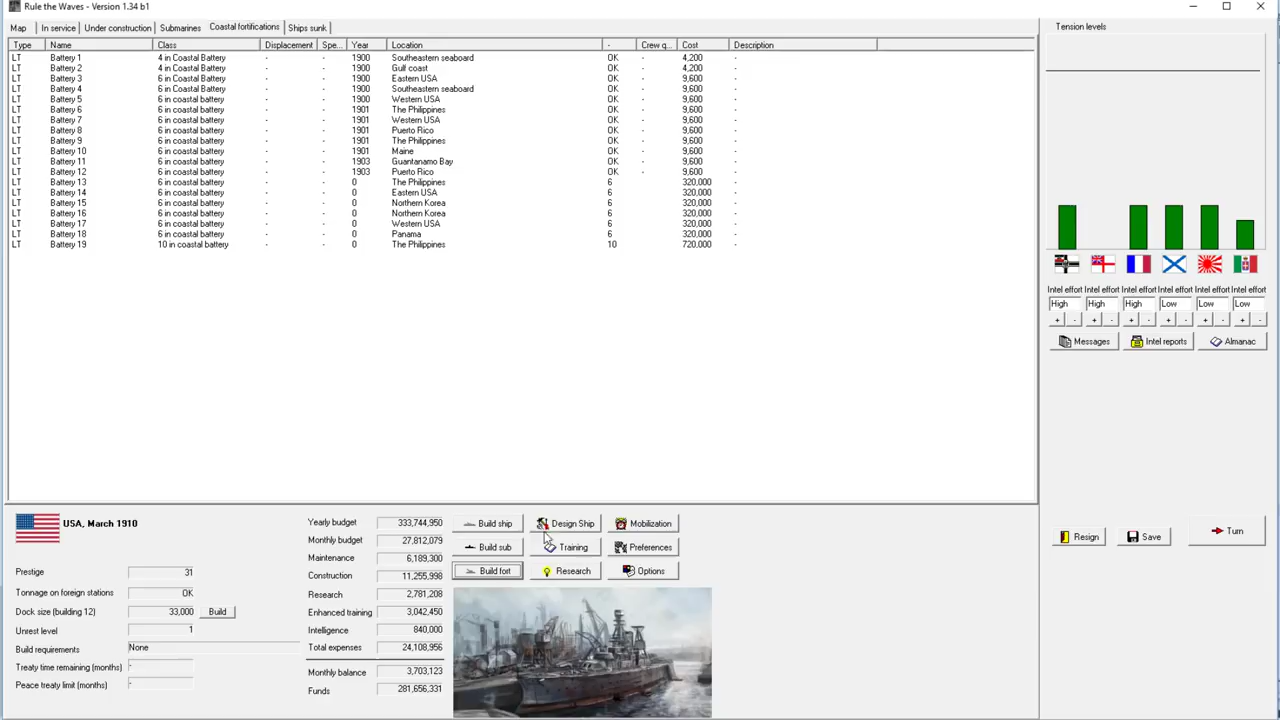 Rule the Waves - Version 1.34 b1
Map In service Under construction Submarines Coastal fortifications Ships sunk
Type Name Class Displacement Spe... Year Location - Crew q... Cost Description
LT Battery 1 4 in Coastal Battery - - 1900 Southeastern seaboard OK - 4,200 -
LT Battery 2 4 in Coastal Battery - - 1900 Gulf coast OK - 4,200 -
LT Battery 3 6 in Coastal Battery - - 1900 Eastern USA OK - 9,600 -
LT Battery 4 6 in Coastal Battery - - 1900 Southeastern seaboard OK - 9,600 -
LT Battery 5 6 in coastal battery - - 1900 Western USA OK - 9,600 -
LT Battery 6 6 in coastal battery - - 1901 The Philippines OK - 9,600 -
LT Battery 7 6 in coastal battery - - 1901 Western USA OK - 9,600 -
LT Battery 8 6 in coastal battery - - 1901 Puerto Rico OK - 9,600 -
LT Battery 9 6 in coastal battery - - 1901 The Philippines OK - 9,600 -
LT Battery 10 6 in coastal battery - - 1901 Maine OK - 9,600 -
LT Battery 11 6 in coastal battery - - 1903 Guantanamo Bay OK - 9,600 -
LT Battery 12 6 in coastal battery - - 1903 Puerto Rico OK - 9,600 -
LT Battery 13 6 in coastal battery - - 0 The Philippines 6 320,000 -
LT Battery 14 6 in coastal battery - - 0 Eastern USA 6 320,000 -
LT Battery 15 6 in coastal battery - - 0 Northern Korea 6 320,000 -
LT Battery 16 6 in coastal battery - - 0 Northern Korea 6 320,000 -
LT Battery 17 6 in coastal battery - - 0 Western USA 6 320,000 -
LT Battery 18 6 in coastal battery - - 0 Panama 6 320,000 -
LT Battery 19 10 in coastal battery - - 0 The Philippines 10 720,000 -
Tension levels
Intel effort Intel effort Intel effort Intel effort Intel effort Intel effort
High High High Low Low Low
+ - + - + - + - + - + -
Messages Intel reports Almanac
Resign Save Turn
USA, March 1910
Prestige 31
Tonnage on foreign stations OK
Dock size (building 12) 33,000 Build
Unrest level 1
Build requirements None
Treaty time remaining (months) -
Peace treaty limit (months) -
Yearly budget 333,744,950
Monthly budget 27,812,079
Maintenance 6,189,300
Construction 11,255,998
Research 2,781,208
Enhanced training 3,042,450
Intelligence 840,000
Total expenses 24,108,956
Monthly balance 3,703,123
Funds 281,656,331
Build ship Design Ship Mobilization
Build sub Training Preferences
Build fort Research Options